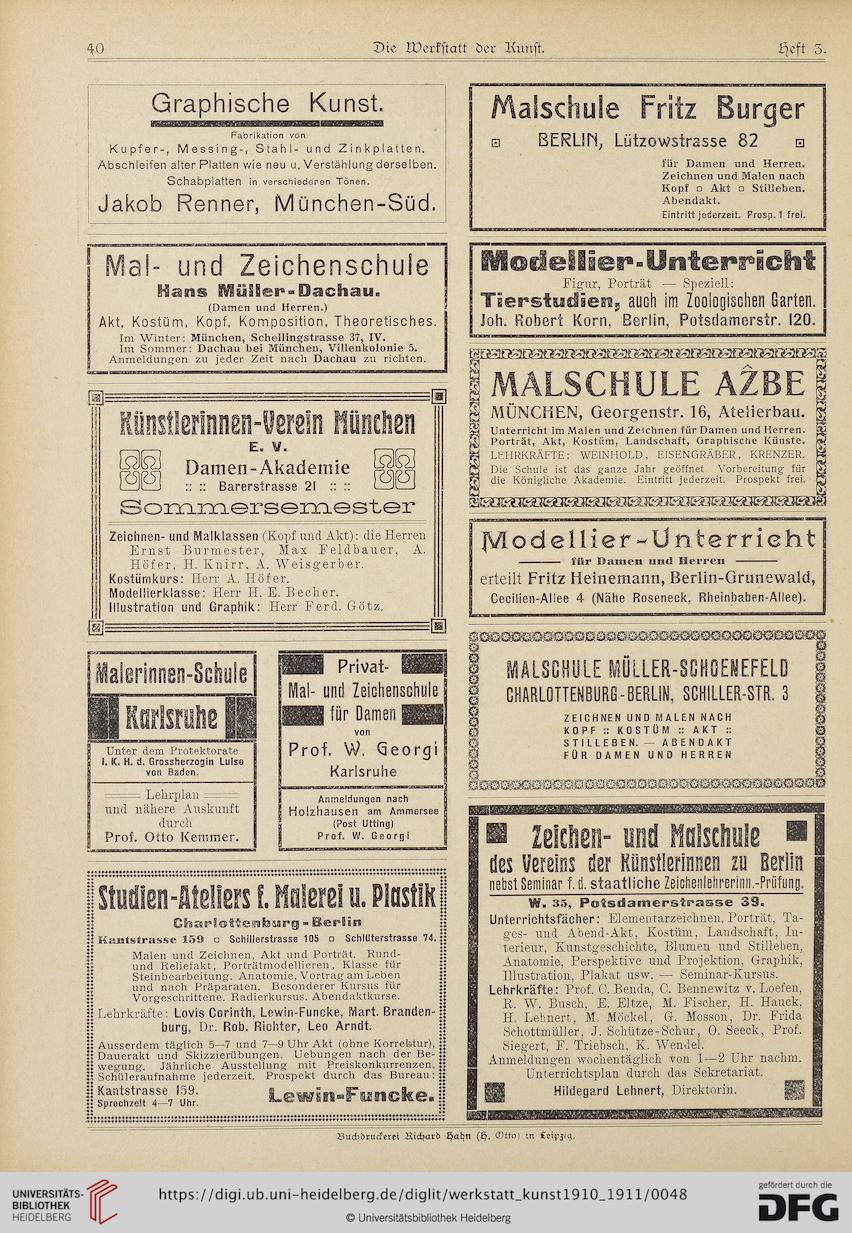 40
Die Werkstatt der Kunst.
Heft 3.
Graphische Kunst.
Fabrikation von
Kupfer-, Messing-, Stahl- und Zinkplatten.
Abschleifen alter Platten wie neu u. Verstählung derselben.
Schabplatten in verschiedenen Tönen.
Jakob Renner, München-Süd.
Mal- und Zeichenschule
Hans Müller-Dachau.
(Damen und Herren.)
Akt, Kostüm, Kopf, Komposition, Theoretisches.
Im Winter: München, Schellingstrasse 37, IV.
Im Sommer: Dachau bei München, Villenkolonie 5.
Anmeldungen zu jeder Zeit nach Dachau zu richten.
Künstlerinnen-Verein München
E. V.
Damen-Akademie
:: :: Barerstrasse 21 :: ::
Sommersemester
Zeichnen- und Malklassen (Kopf und Akt): die Herren
Ernst Burmester, Max Feldbauer, A.
Höfer, H. Knirr, A. Weisgerber.
Kostümkurs: Herr A. Höfer.
Modellierklasse: Herr H. E. Becher.
Illustration und Graphik: Herr Ferd. Götz.
Malerinnen-Schule
Karlsruhe
Unter dem Protektorate
I. K. H. d. Grossherzogin Luise
von Baden.
Lehrplan
und nähere Auskunft
durch
Prof. Otto Kemmer.
Privat-
Mal- und Zeichenschule
für Damen
von
Prof. W. Georgi
Karlsruhe
Anmeldungen nach
Holzhausen am Ammersee
(Post Utting)
Prof. W. Georgi
Studien-Ateliers f. Malerei u. Plastik
Charlottenburg-Berlin
Kantstrasse 159 □ Schillerstrasse 105 □ Schlüterstrasse 74.
Malen und Zeichnen, Akt und Porträt. Rund-
und Reliefakt, Porträtmodellieren, Klasse für
Steinbearbeitung. Anatomie, Vortrag am Leben
und nach Präparaten. Besonderer Kursus für
Vorgeschrittene. Radierkursus. Abendaktkurse.
Lehrkräfte: Lovis Corinth, Lewin-Funcke, Mart. Branden-
burg, Dr. Rob. Richter, Leo Arndt.
Ausserdem täglich 5—7 und 7—9 Uhr Akt (ohne Korrektur),
Dauerakt und Skizzierübungen. Uebungen nach der Be-
wegung. Jährliche Ausstellung mit Preiskonkurrenzen.
Schüleraufnahme jederzeit. Prospekt durch das Bureau:
Kantstrasse 159.
Sprechzeit 4—7 Uhr.
Lewin-Funcke.
Malschule Fritz Burger
BERLIN, Lützowstrasse 82
für Damen und Herren.
Zeichnen und Malen nach
Kopf □ Akt □ Stilleben.
Abendakt.
Eintritt jederzeit. Prosp. 1 frei.
Modellier-Unterricht
Figur, Porträt — Speziell:
Tierstudien, auch im Zoologischen Garten.
Joh. Robert Korn, Berlin, Potsdamerstr. 120.
MALSCHULE AŽBE
MÜNCHEN, Georgenstr. 16, Atelierbau.
Unterricht im Malen und Zeichnen für Damen und Herren.
Porträt, Akt, Kostüm, Landschaft, Graphische Künste.
LEHRKRÄFTE: WEINHOLD, EISENGRÄBER, KRENZER.
Die Schule ist das ganze Jahr geöffnet Vorbereitung für
die Königliche Akademie. Eintritt jederzeit. Prospekt frei.
Modellier-Unterricht
für Damen und Herren
erteilt Fritz Heinemann, Berlin-Grunewald,
Cecilien-Allee 4 (Nähe Roseneck, Rheinbaben-Allee).
MALSCHULE MÜLLER-SCHOENEFELD
CHARLOTTENBURG-BERLIN, SCHILLER-STR. 3
ZEICHNEN UND MALEN NACH
KOPF :: KOSTÜM :: AKT ::
STILLEBEN. — ABENDAKT
FÜR DAMEN UND HERREN
Zeichen- und Malschule
des Vereins der Künstlerinnen zu Berlin
nebst Seminar f. d. staatliche Zeichenlehrerinn.-Prüfung.
W. 35, Potsdamerstrasse 39.
Unterrichtsfächer: Elementarzeichnen, Porträt, Ta-
ges- und Abend-Akt, Kostüm, Landschaft, In-
terieur, Kunstgeschichte, Blumen und Stilleben,
Anatomie, Perspektive und Projektion, Graphik,
Illustration, Plakat usw. — Seminar-Kursus.
Lehrkräfte: Prof. C. Benda, C. Bennewitz v. Loefen,
R. W. Busch, E. Eltze, M. Fischer, H. Hauck,
H. Lehnert, M. Möckel, G. Mosson, Dr. Frida
Schottmüller, J. Schütze-Schur, O. Seeck, Prof.
Siegert, F. Triebsch, K. Wendel.
Anmeldungen wochentäglich von 1—2 Uhr nachm.
Unterrichtsplan durch das Sekretariat.
Hildegard Lehnert, Direktorin.
Buchdruckerei Richard Hahn (H. Otto) in Leipzig.
UNIVERSITÄTS-
BIBLIOTHEK
HEIDELBERG
https://digi.ub.uni-heidelberg.de/diglit/werkstatt_kunst1910_1911/0048
© Universitätsbibliothek Heidelberg
gefördert durch die
DFG